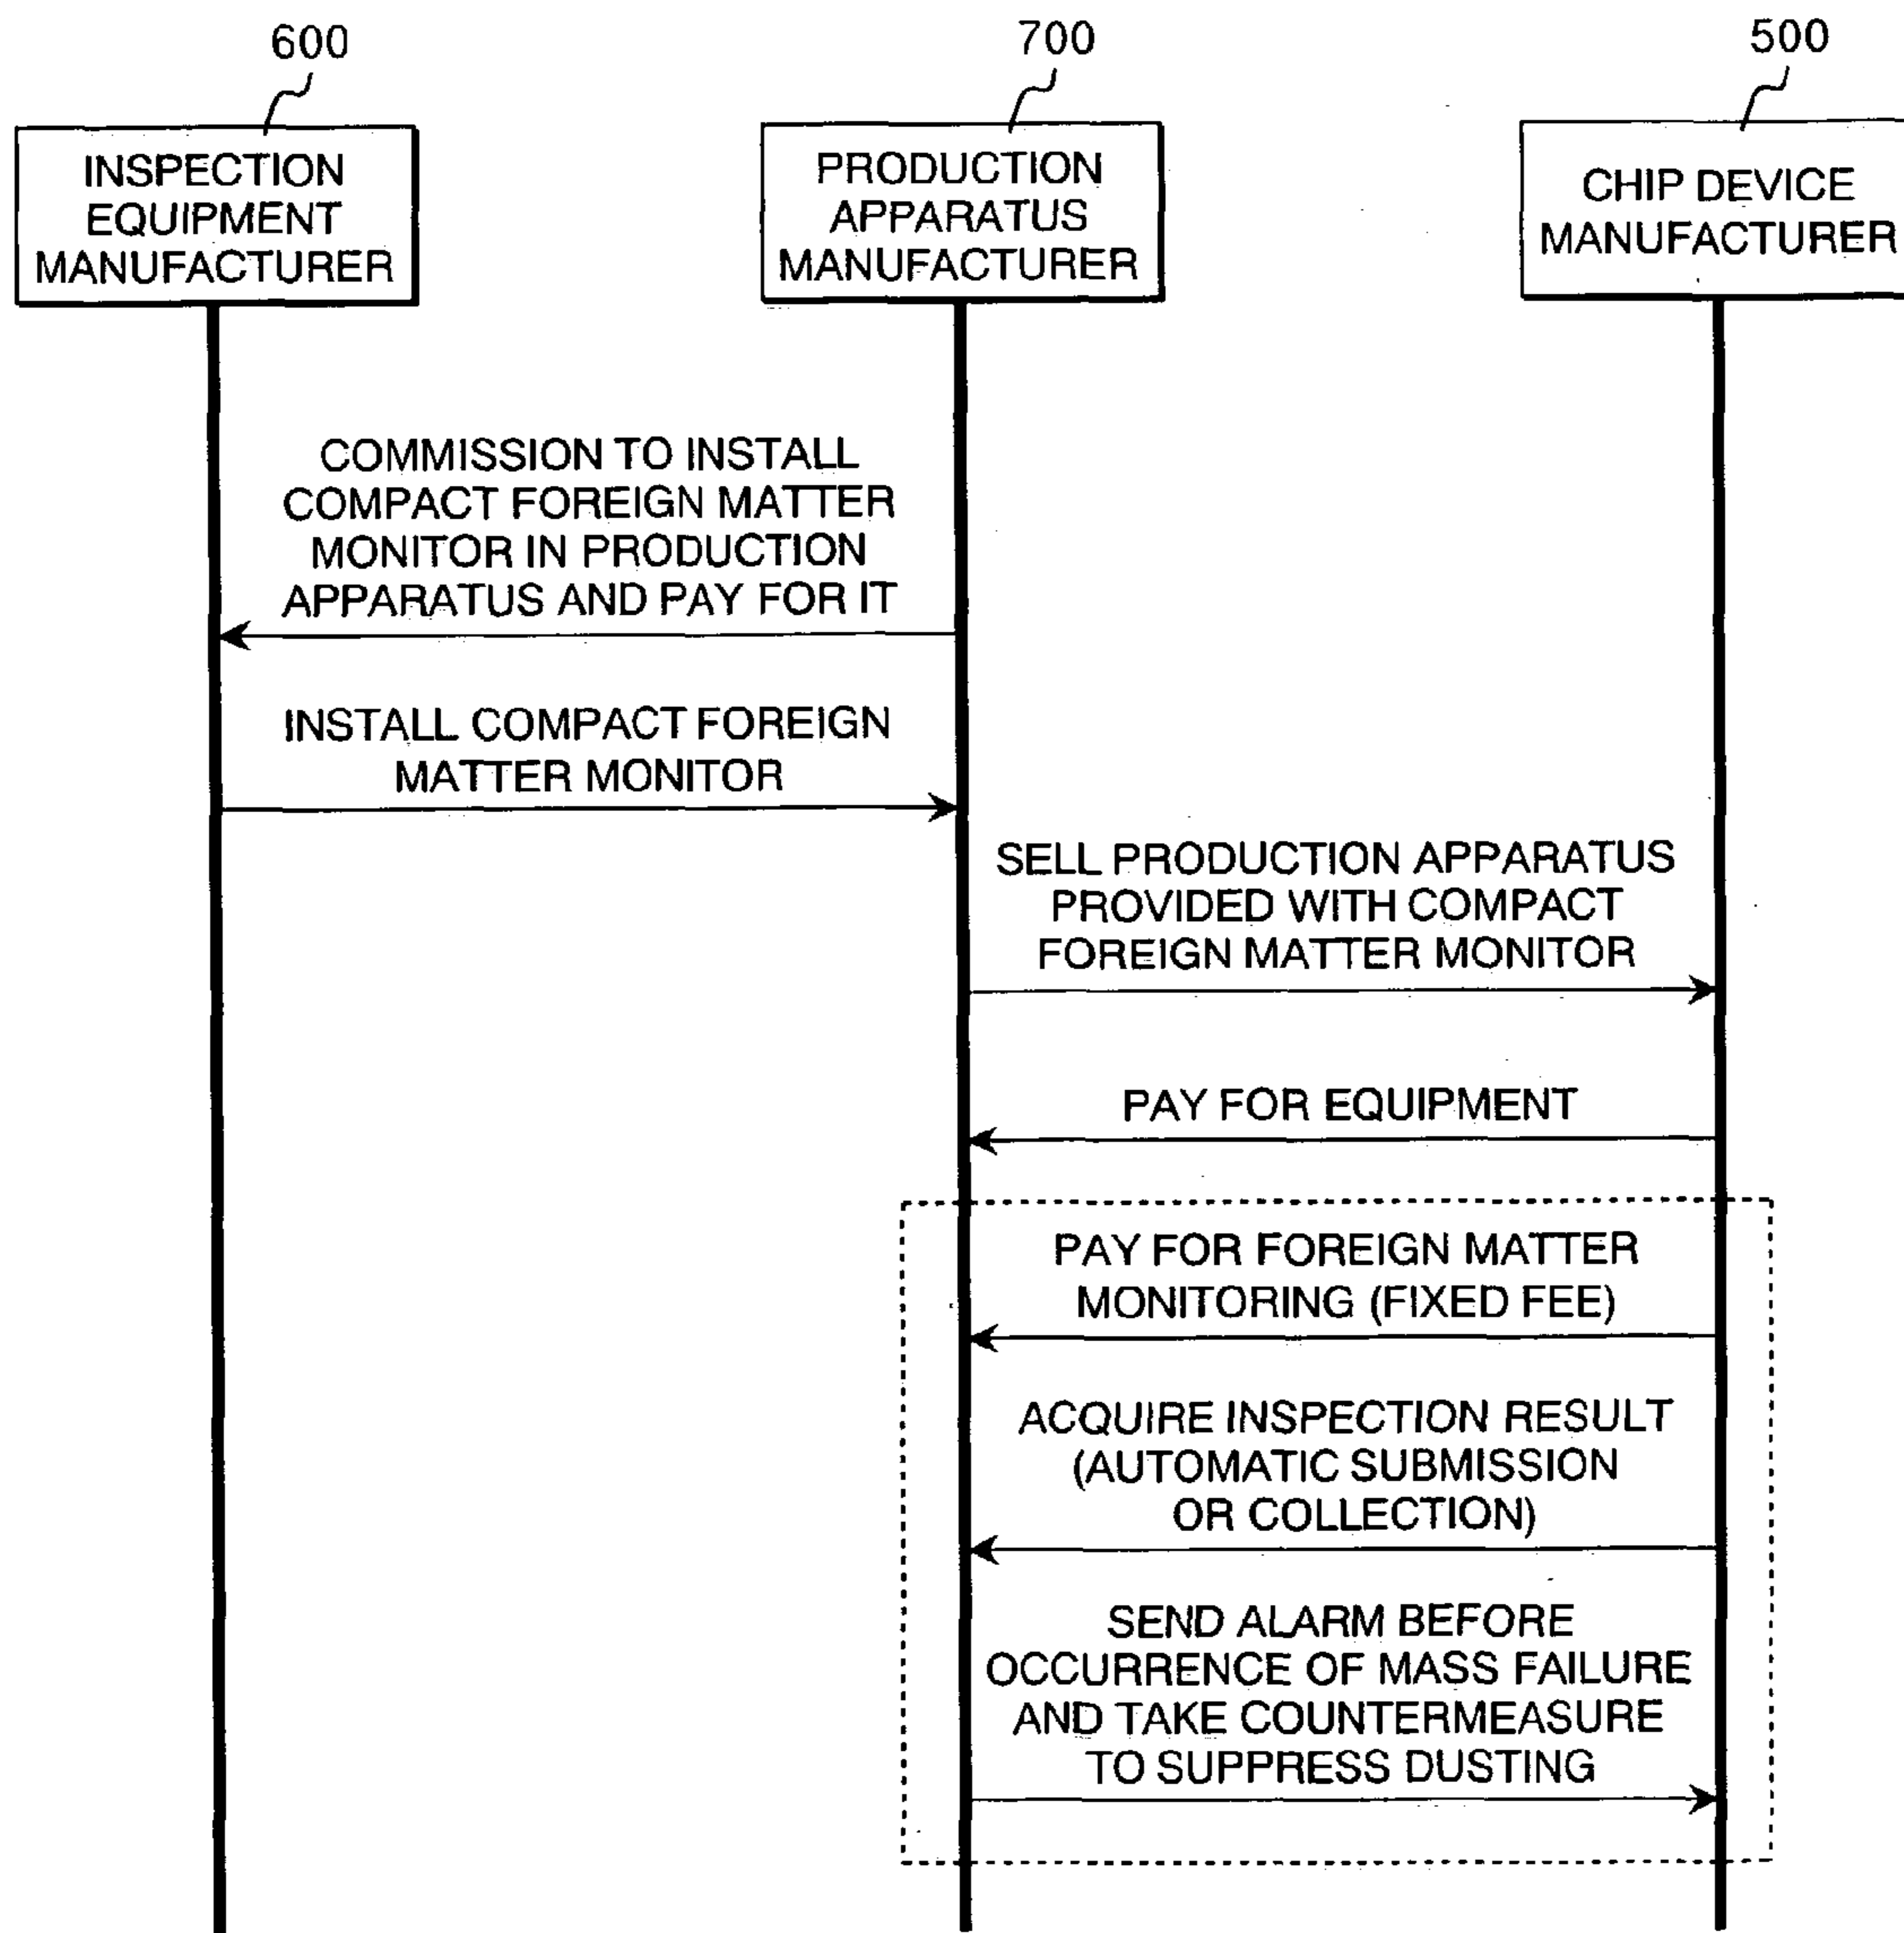 600
700
500
INSPECTION
EQUIPMENT
MANUFACTURER
PRODUCTION
APPARATUS
MANUFACTURER
CHIP DEVICE
MANUFACTURER
COMMISSION TO INSTALL
COMPACT FOREIGN MATTER
MONITOR IN PRODUCTION
APPARATUS AND PAY FOR IT
INSTALL COMPACT FOREIGN
MATTER MONITOR
SELL PRODUCTION APPARATUS
PROVIDED WITH COMPACT
FOREIGN MATTER MONITOR
PAY FOR EQUIPMENT
PAY FOR FOREIGN MATTER
MONITORING (FIXED FEE)
ACQUIRE INSPECTION RESULT
(AUTOMATIC SUBMISSION
OR COLLECTION)
SEND ALARM BEFORE
OCCURRENCE OF MASS FAILURE
AND TAKE COUNTERMEASURE
TO SUPPRESS DUSTING